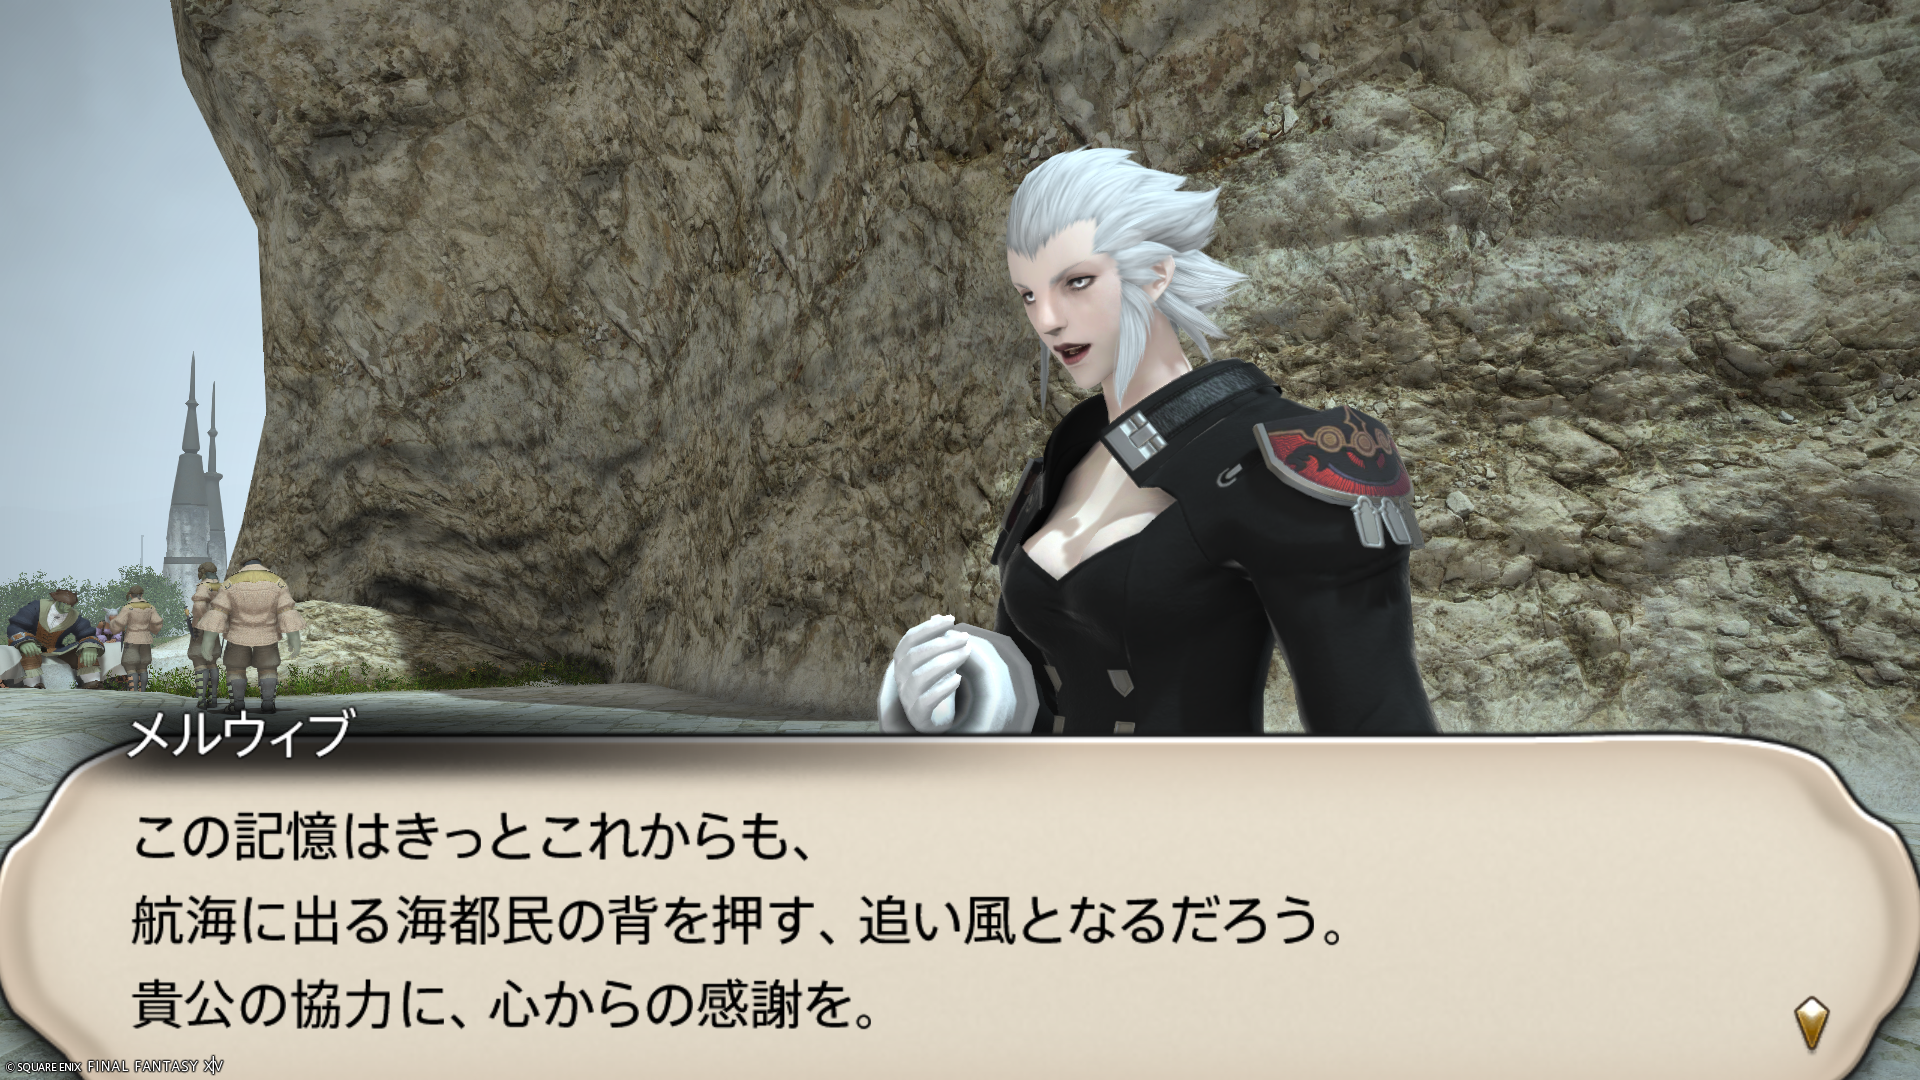 メルウィブ
この記憶はきっとこれからも、
航海に出る海都民の背を押す、追い風となるだろう。
貴公の協力に、心からの感謝を。
© SQUARE ENIX FINAL FANTASY XIV